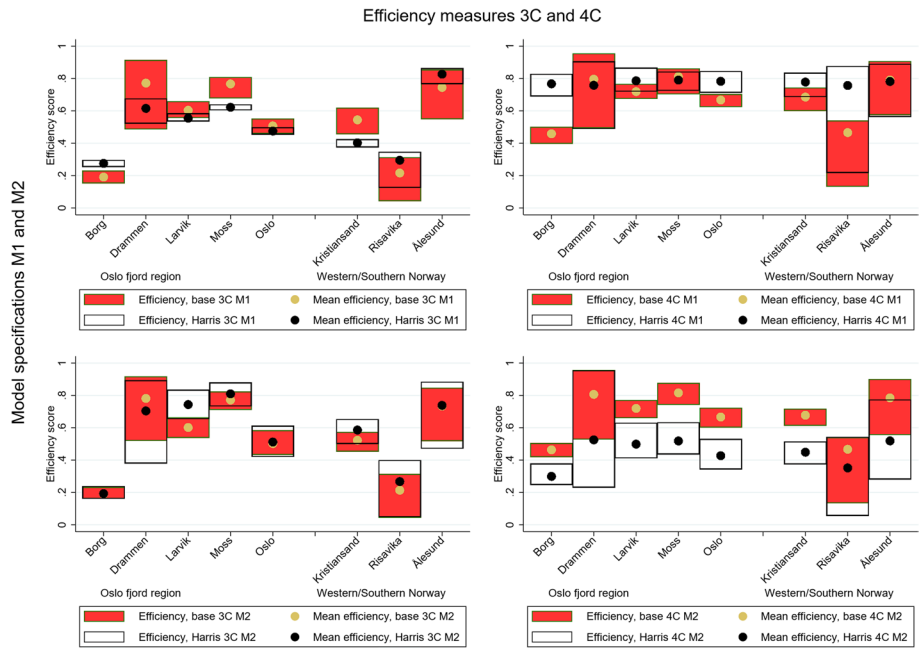 Efficiency measures 3C and 4C
Model specifications M1 and M2
Efficiency score
1
.8
.6
.4
.2
0
Borg
Drammen
Larvik
Moss
Oslo
Kristiansand
Risavika
Ålesund
Oslo fjord region
Western/Southern Norway
Efficiency, base 3C M1
Mean efficiency, base 3C M1
Efficiency, Harris 3C M1
Mean efficiency, Harris 3C M1
Efficiency score
1
.8
.6
.4
.2
0
Borg
Drammen
Larvik
Moss
Oslo
Kristiansand
Risavika
Ålesund
Oslo fjord region
Western/Southern Norway
Efficiency, base 4C M1
Mean efficiency, base 4C M1
Efficiency, Harris 4C M1
Mean efficiency, Harris 4C M1
Efficiency score
1
.8
.6
.4
.2
0
Borg
Drammen
Larvik
Moss
Oslo
Kristiansand
Risavika
Ålesund
Oslo fjord region
Western/Southern Norway
Efficiency, base 3C M2
Mean efficiency, base 3C M2
Efficiency, Harris 3C M2
Mean efficiency, Harris 3C M2
Efficiency score
1
.8
.6
.4
.2
0
Borg
Drammen
Larvik
Moss
Oslo
Kristiansand
Risavika
Ålesund
Oslo fjord region
Western/Southern Norway
Efficiency, base 4C M2
Mean efficiency, base 4C M2
Efficiency, Harris 4C M2
Mean efficiency, Harris 4C M2